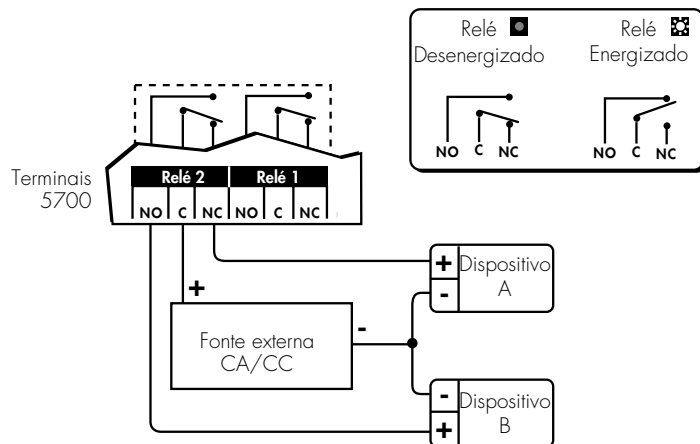 Relé
Desenergizado
Relé
Energizado
NO C NC
NO C NC
Terminais
5700
Relé 2 Relé 1
NO C NC NO C NC
+
-
Fonte externa
CA/CC
+
-
Dispositivo
A
-
+
Dispositivo
B